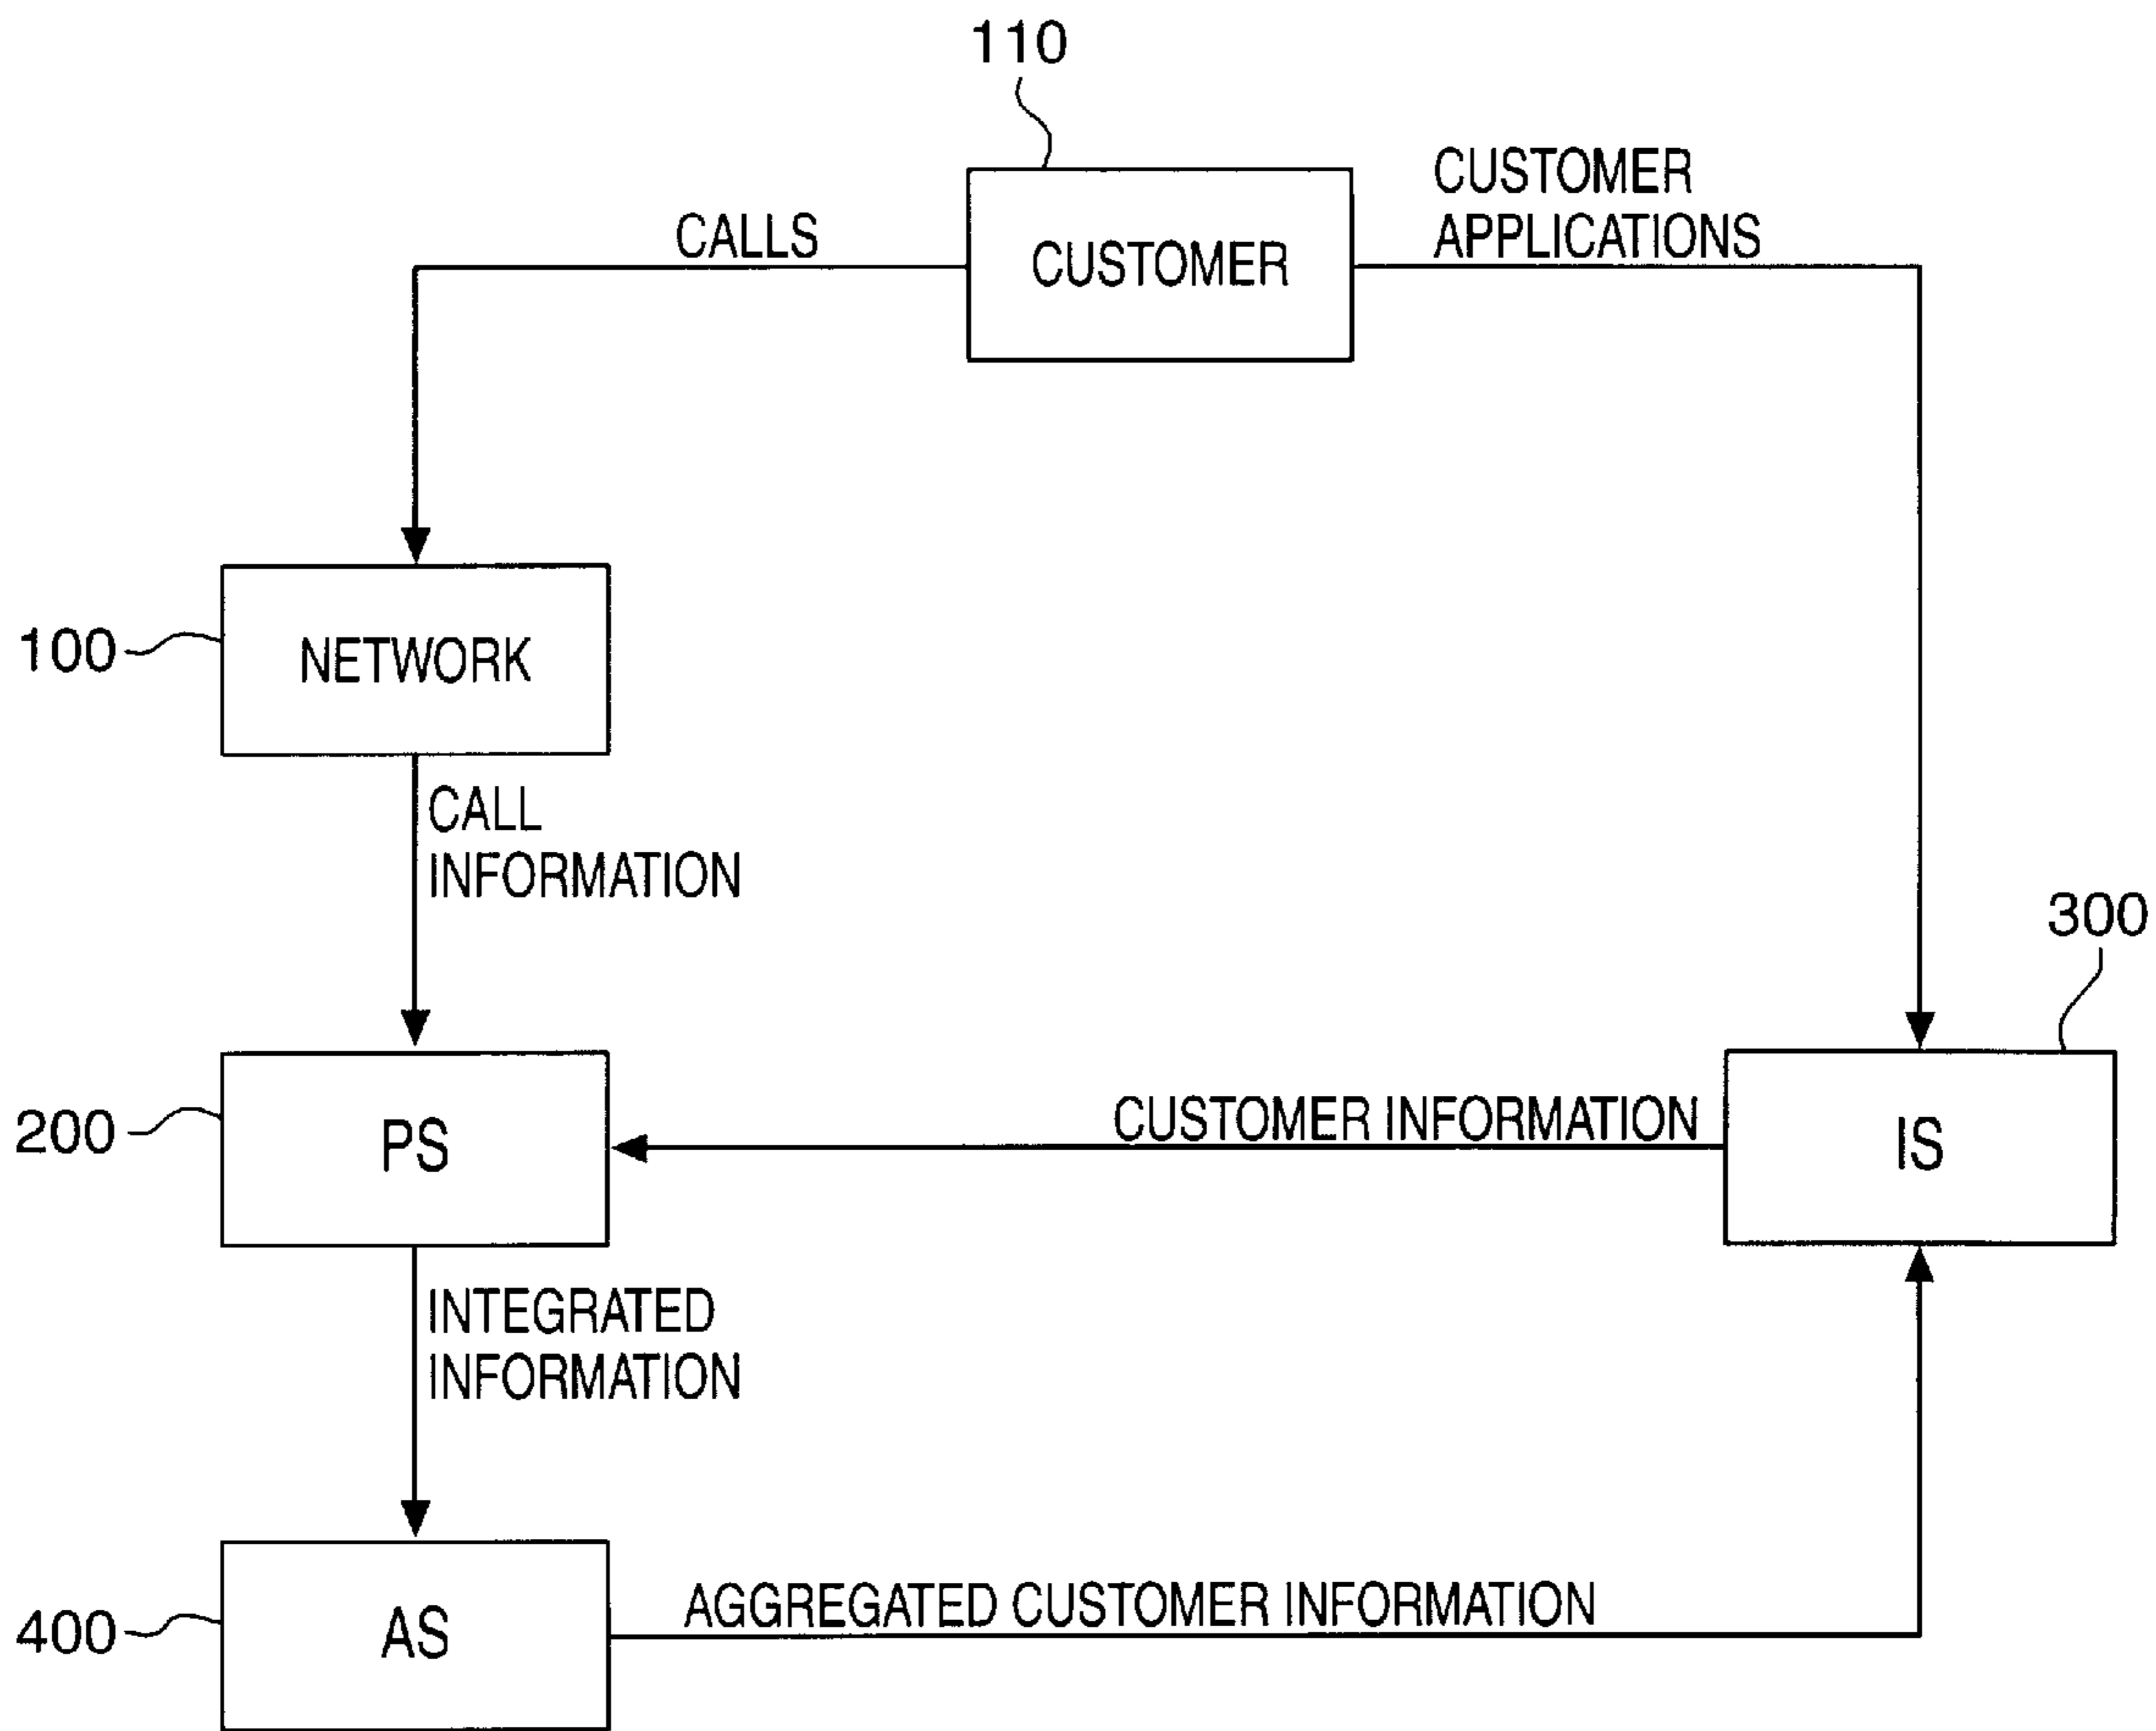 110
CALLS
CUSTOMER
CUSTOMER
APPLICATIONS
100
NETWORK
CALL
INFORMATION
300
200
PS
CUSTOMER INFORMATION
IS
INTEGRATED
INFORMATION
400
AS
AGGREGATED CUSTOMER INFORMATION